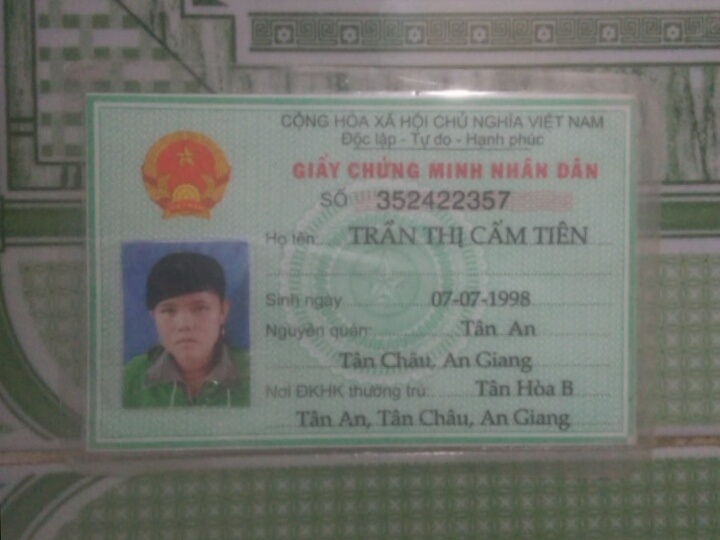 CỘNG HÒA XÃ HỘI CHỦ NGHĨA VIỆT NAM
Độc lập - Tự do - Hạnh phúc
GIẤY CHỨNG MINH NHÂN DÂN
SỐ 352422357
Họ tên: TRẦN THỊ CẨM TIÊN
Sinh ngày 07-07-1998
Nguyên quán: Tân An
Tân Châu, An Giang
Nơi ĐKHK thường trú: Tân Hòa B
Tân An, Tân Châu, An Giang